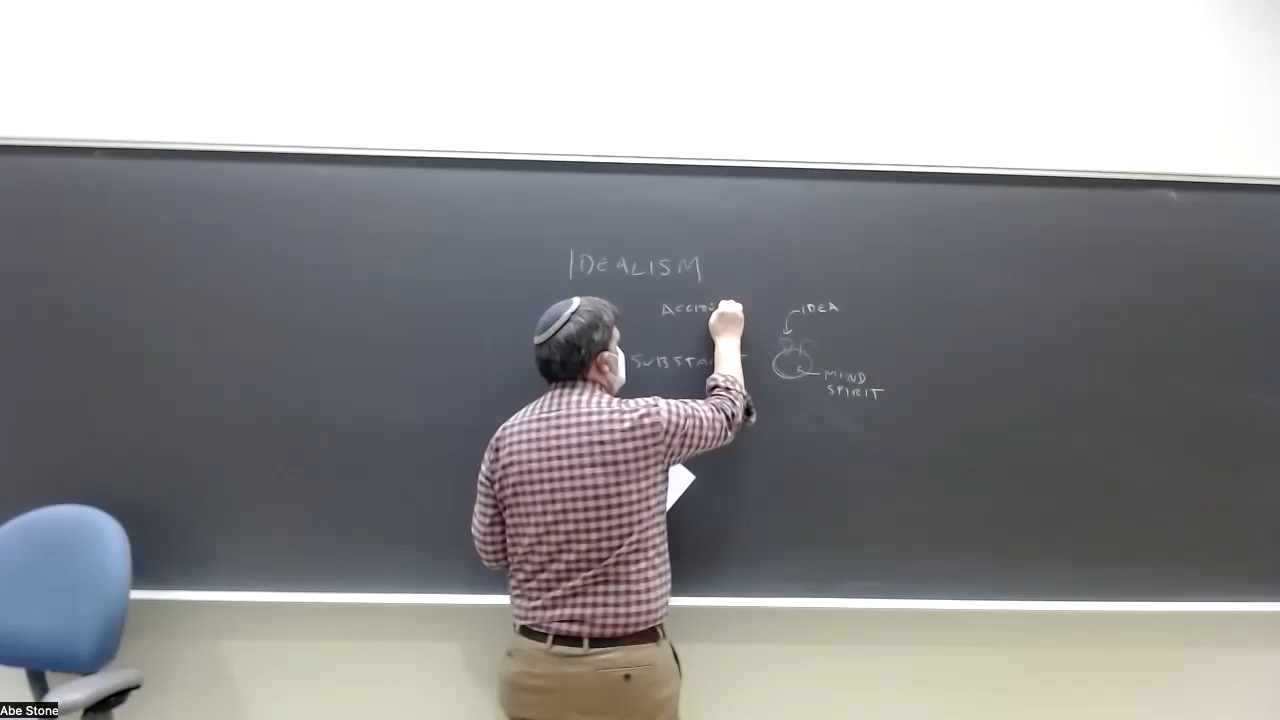 IDEALISM
IDEA
MIND
SPIRIT
Abe Stone